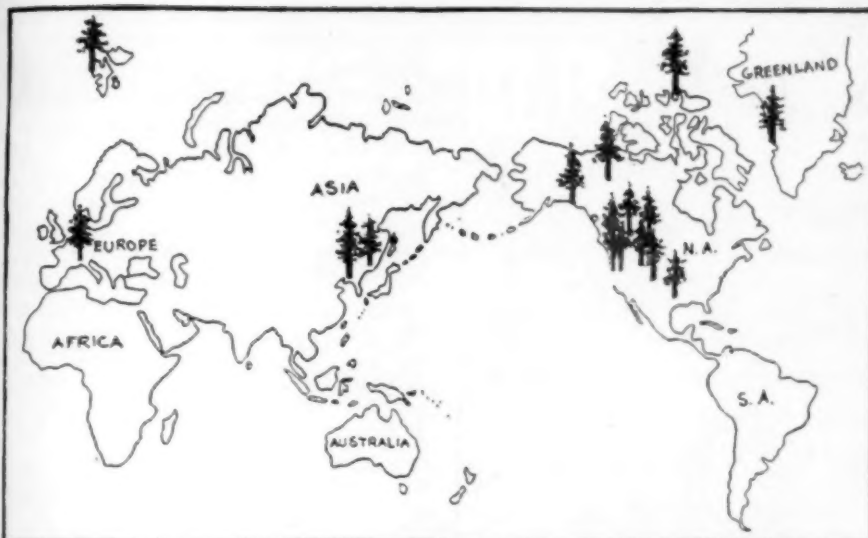 GREENLAND
ASIA
EUROPE
N.A.
AFRICA
S.A.
AUSTRALIA